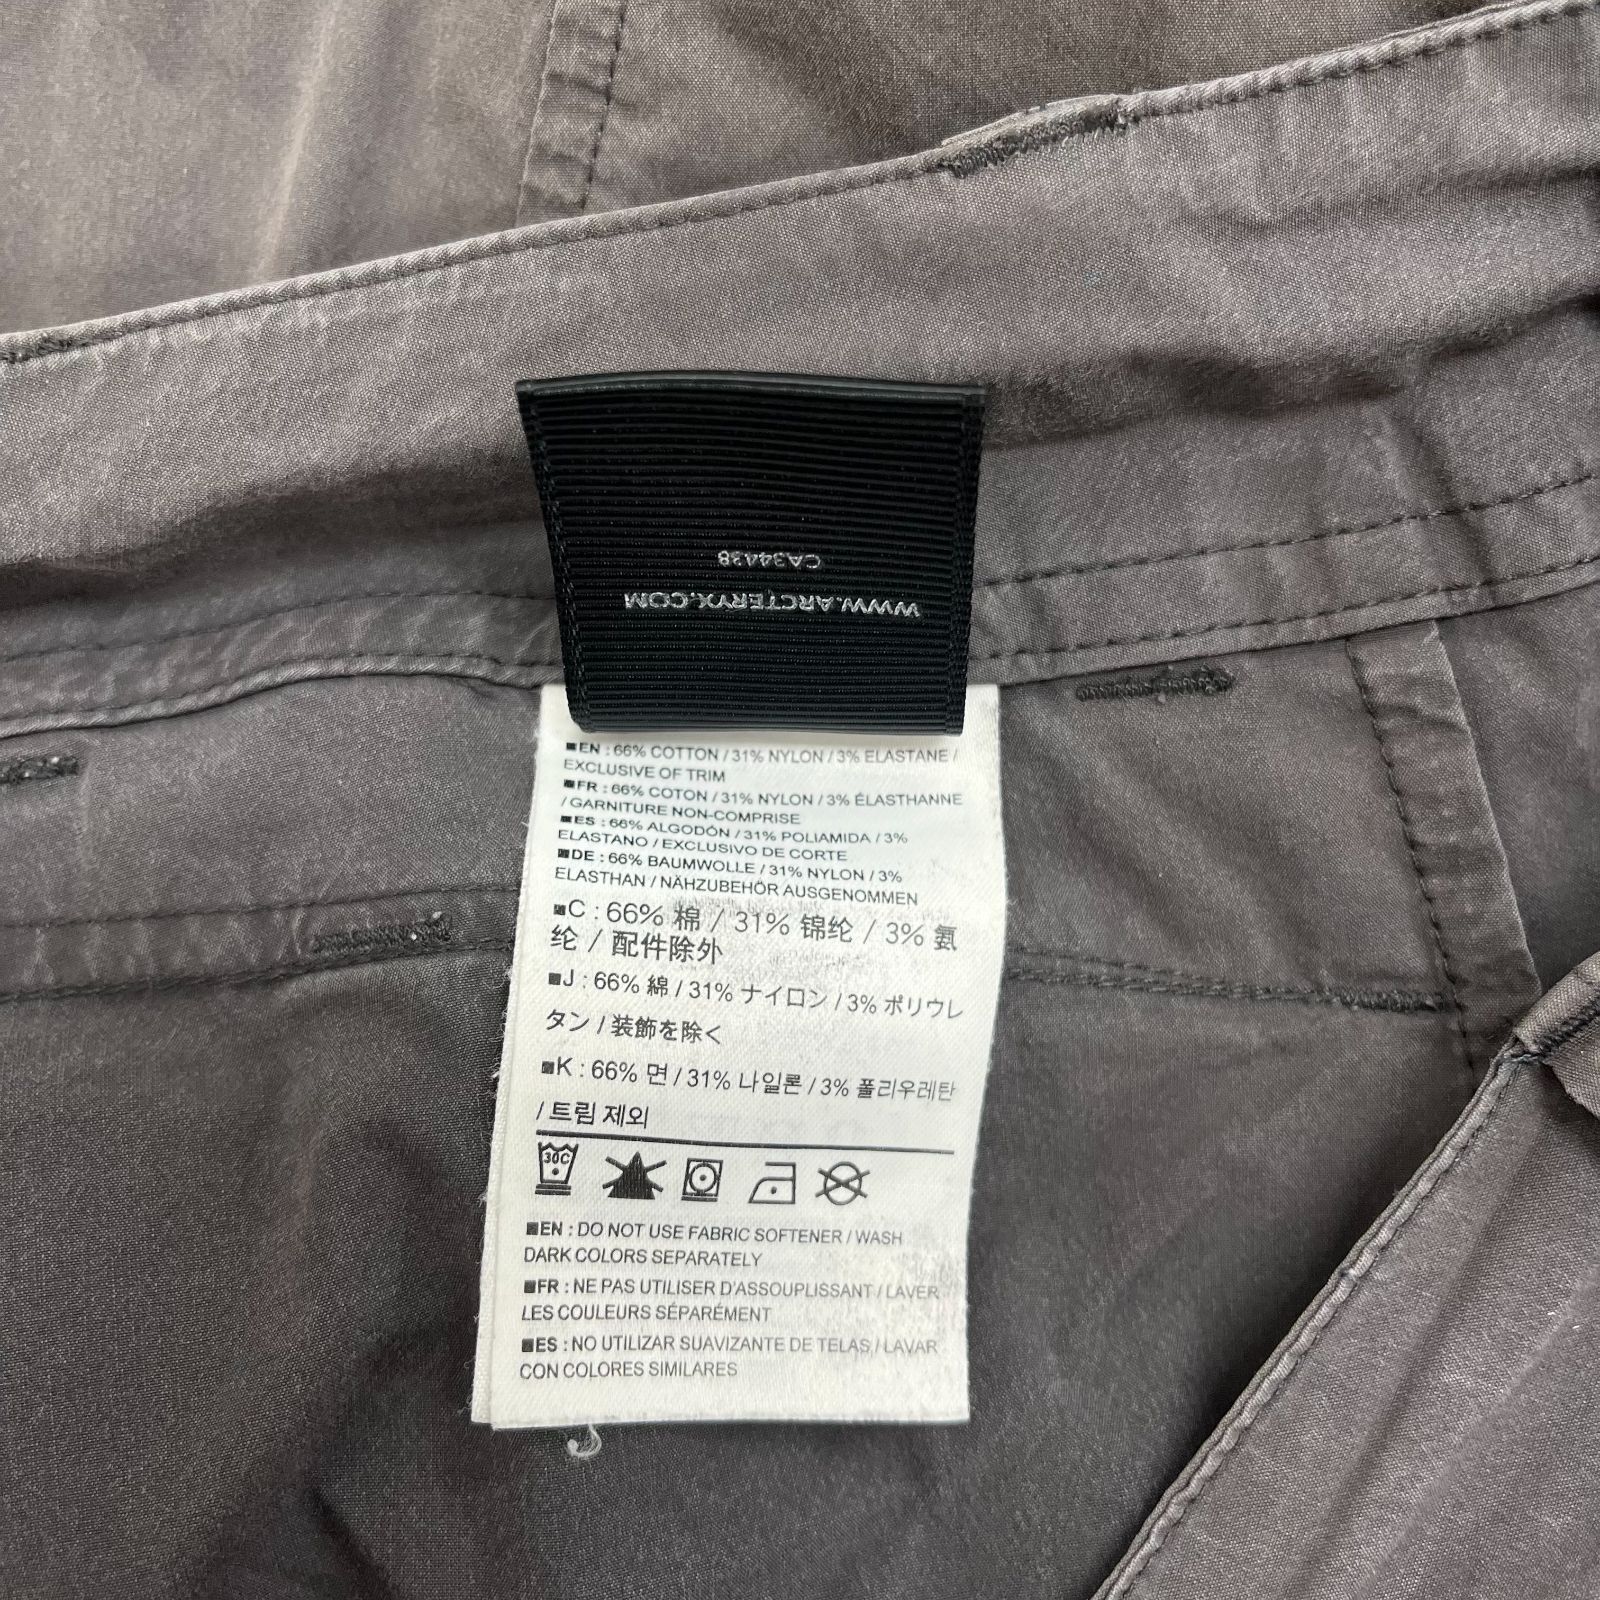 CA34438
WWW.ARCTERYX.COM
■EN : 66% COTTON / 31% NYLON / 3% ELASTANE /
EXCLUSIVE OF TRIM
■FR : 66% COTON / 31% NYLON / 3% ÉLASTHANNE
/ GARNITURE NON-COMPRISE
■ES : 66% ALGODÓN / 31% POLIAMIDA / 3%
ELASTANO / EXCLUSIVO DE CORTE
■DE : 66% BAUMWOLLE / 31% NYLON / 3%
ELASTHAN / NÄHZUBEHÖR AUSGENOMMEN
■C : 66% 棉 / 31% 锦纶 / 3% 氨
纶 / 配件除外
■J : 66% 綿 / 31% ナイロン / 3% ポリウレ
タン / 装飾を除く
■K : 66% 면 / 31% 나일론 / 3% 폴리우레탄
/ 트림 제외
30C
■EN : DO NOT USE FABRIC SOFTENER / WASH
DARK COLORS SEPARATELY
■FR : NE PAS UTILISER D'ASSOUPLISSANT / LAVER
LES COULEURS SÉPARÉMENT
■ES : NO UTILIZAR SUAVIZANTE DE TELAS / LAVAR
CON COLORES SIMILARES